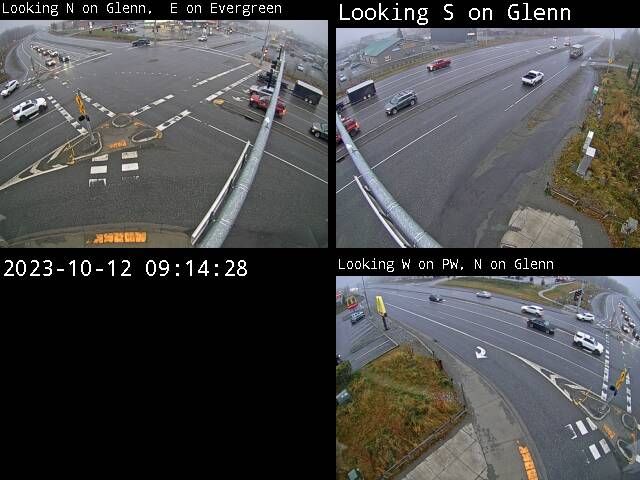 Looking N on Glenn, E on Evergreen
Looking S on Glenn
2023-10-12 09:14:28
Looking W on PW, N on Glenn